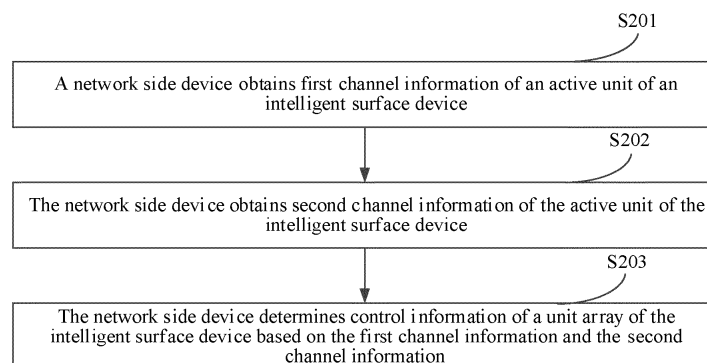 S201
A network side device obtains first channel information of an active unit of an
intelligent surface device
S202
The network side device obtains second channel information of the active unit of the
intelligent surface device
S203
The network side device determines control information of a unit array of the
intelligent surface device based on the first channel information and the second
channel information